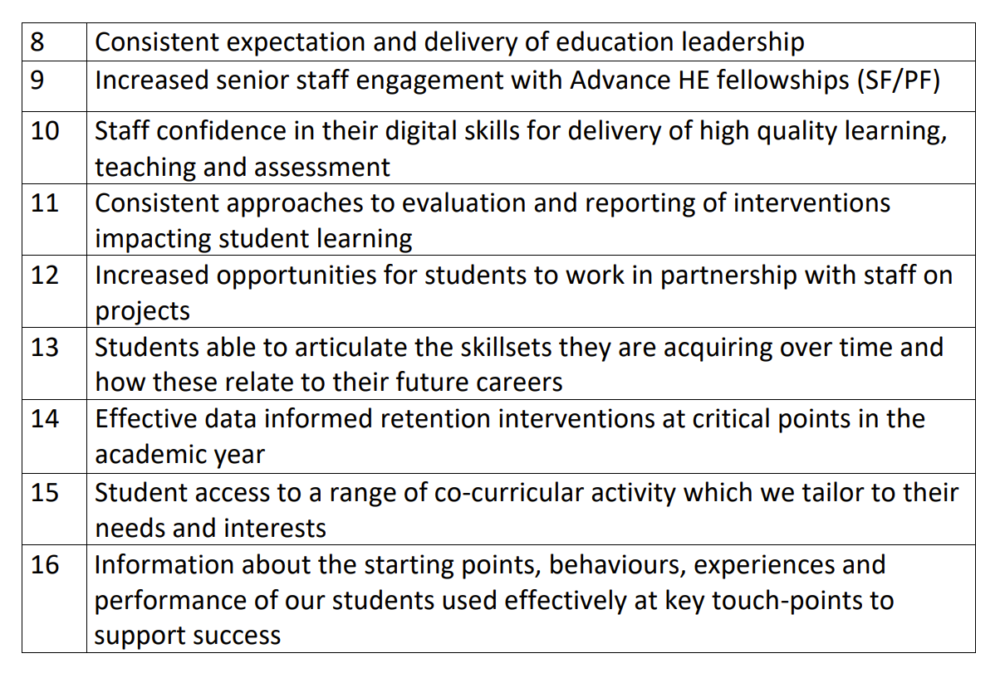 8 Consistent expectation and delivery of education leadership
9 Increased senior staff engagement with Advance HE fellowships (SF/PF)
10 Staff confidence in their digital skills for delivery of high quality learning,
teaching and assessment
11 Consistent approaches to evaluation and reporting of interventions
impacting student learning
12 Increased opportunities for students to work in partnership with staff on
projects
13 Students able to articulate the skillsets they are acquiring over time and
how these relate to their future careers
14 Effective data informed retention interventions at critical points in the
academic year
15 Student access to a range of co-curricular activity which we tailor to their
needs and interests
16 Information about the starting points, behaviours, experiences and
performance of our students used effectively at key touch-points to
support success